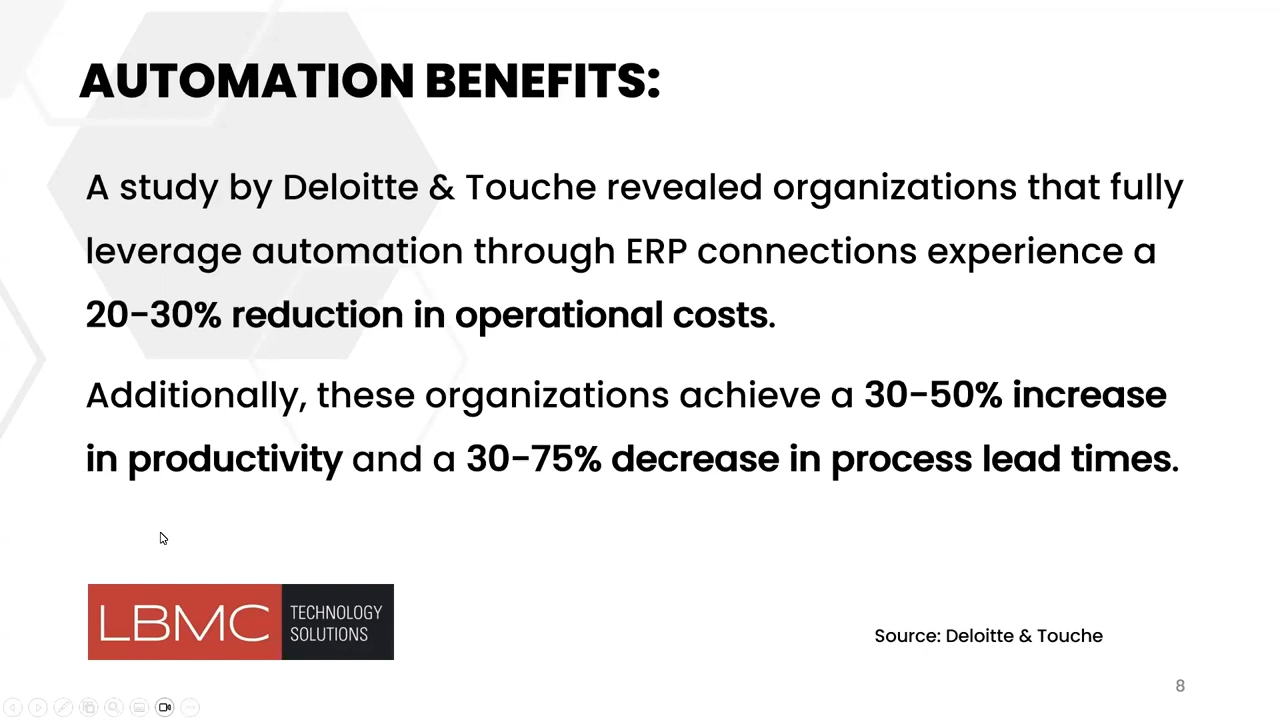 AUTOMATION BENEFITS:
A study by Deloitte & Touche revealed organizations that fully
leverage automation through ERP connections experience a
20-30% reduction in operational costs.
Additionally, these organizations achieve a 30-50% increase
in productivity and a 30-75% decrease in process lead times.
LBMC TECHNOLOGY
SOLUTIONS
Source: Deloitte & Touche
8